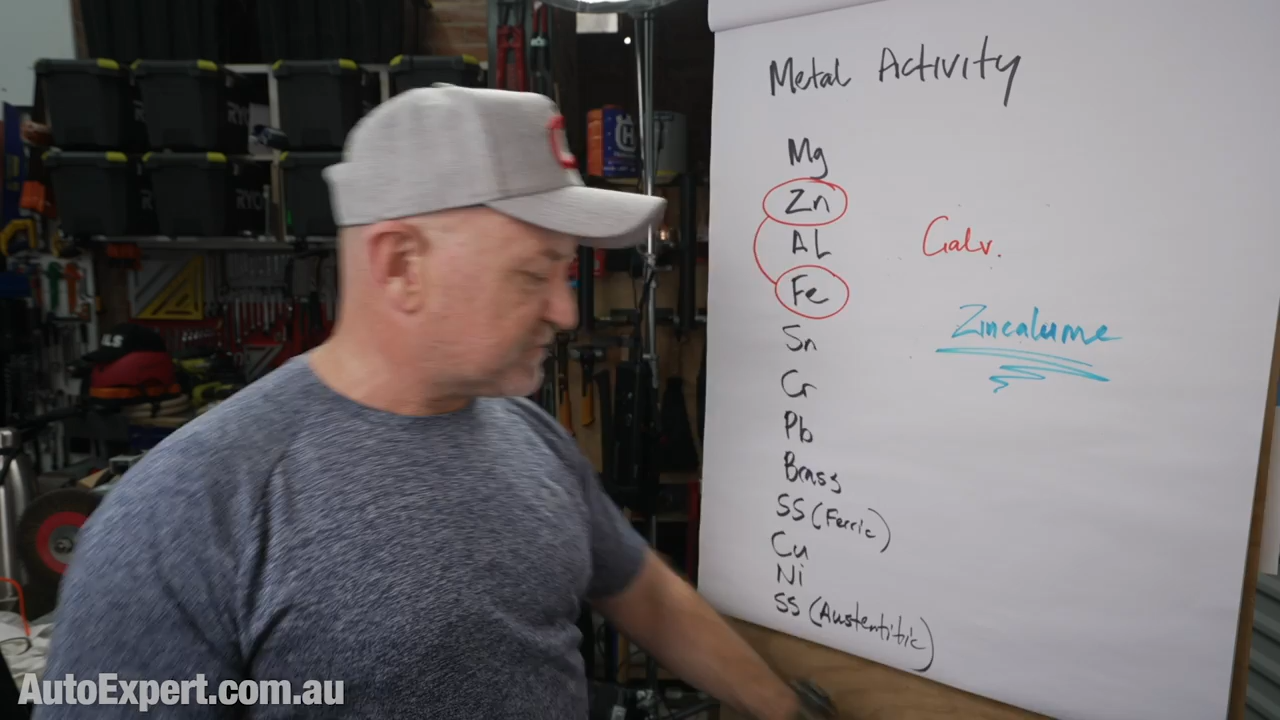 Metal Activity
Mg
Zn
AL
Fe
Sn
Cr
Pb
Brass
SS (Ferric)
Cu
Ni
SS (Austentitic)
Galv.
Zincalume
AutoExpert.com.au